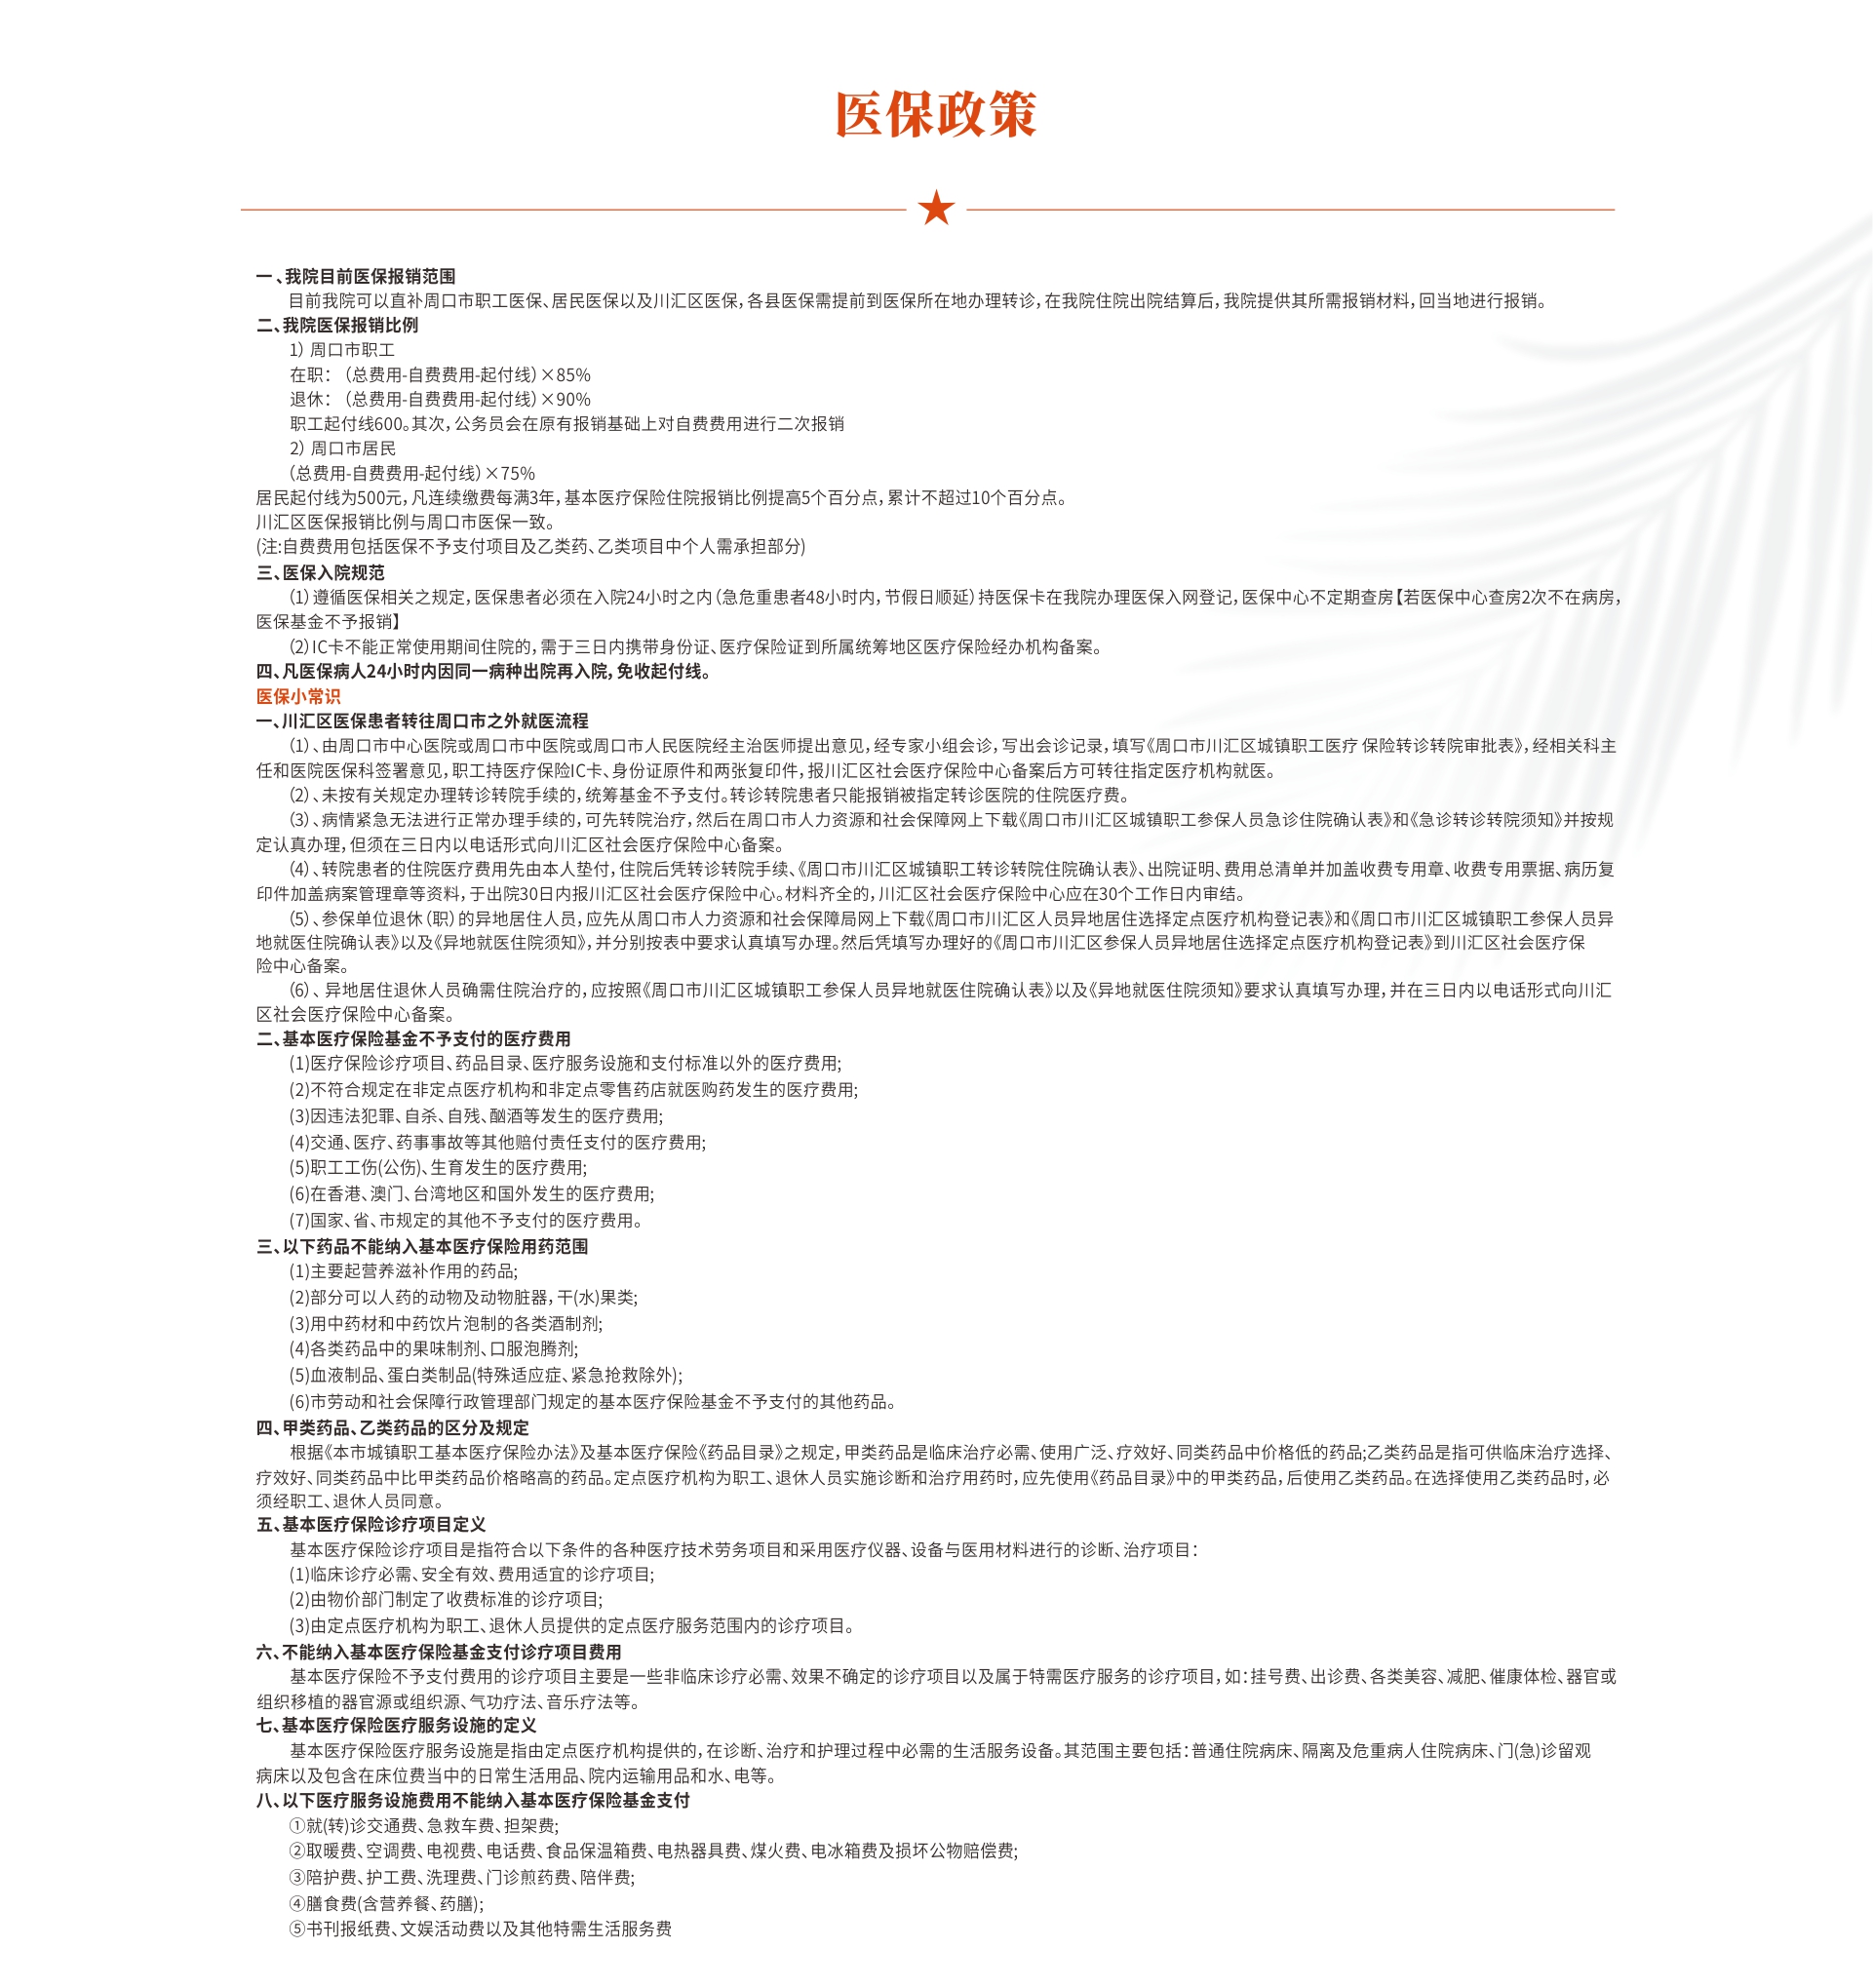 医保政策
一 、我院目前医保报销范围
目前我院可以直补周口市职工医保、居民医保以及川汇区医保，各县医保需提前到医保所在地办理转诊，在我院住院出院结算后，我院提供其所需报销材料，回当地进行报销。
二、我院医保报销比例
1） 周口市职工
在职： （总费用-自费费用-起付线）×85%
退休： （总费用-自费费用-起付线）×90%
职工起付线600。其次，公务员会在原有报销基础上对自费费用进行二次报销
2） 周口市居民
（总费用-自费费用-起付线）×75%
居民起付线为500元，凡连续缴费每满3年，基本医疗保险住院报销比例提高5个百分点，累计不超过10个百分点。
川汇区医保报销比例与周口市医保一致。
(注:自费费用包括医保不予支付项目及乙类药、乙类项目中个人需承担部分)
三、医保入院规范
（1）遵循医保相关之规定，医保患者必须在入院24小时之内（急危重患者48小时内，节假日顺延）持医保卡在我院办理医保入网登记，医保中心不定期查房【若医保中心查房2次不在病房，
医保基金不予报销】
（2）IC卡不能正常使用期间住院的，需于三日内携带身份证、医疗保险证到所属统筹地区医疗保险经办机构备案。
四、凡医保病人24小时内因同一病种出院再入院，免收起付线。
医保小常识
一、川汇区医保患者转往周口市之外就医流程
（1）、由周口市中心医院或周口市中医院或周口市人民医院经主治医师提出意见，经专家小组会诊，写出会诊记录，填写《周口市川汇区城镇职工医疗 保险转诊转院审批表》，经相关科主
任和医院医保科签署意见，职工持医疗保险IC卡、身份证原件和两张复印件，报川汇区社会医疗保险中心备案后方可转往指定医疗机构就医。
（2）、未按有关规定办理转诊转院手续的，统筹基金不予支付。转诊转院患者只能报销被指定转诊医院的住院医疗费。
（3）、病情紧急无法进行正常办理手续的，可先转院治疗，然后在周口市人力资源和社会保障网上下载《周口市川汇区城镇职工参保人员急诊住院确认表》和《急诊转诊转院须知》并按规
定认真办理，但须在三日内以电话形式向川汇区社会医疗保险中心备案。
（4）、转院患者的住院医疗费用先由本人垫付，住院后凭转诊转院手续、《周口市川汇区城镇职工转诊转院住院确认表》、出院证明、费用总清单并加盖收费专用章、收费专用票据、病历复
印件加盖病案管理章等资料，于出院30日内报川汇区社会医疗保险中心。材料齐全的，川汇区社会医疗保险中心应在30个工作日内审结。
（5）、参保单位退休（职）的异地居住人员，应先从周口市人力资源和社会保障局网上下载《周口市川汇区人员异地居住选择定点医疗机构登记表》和《周口市川汇区城镇职工参保人员异
地就医住院确认表》以及《异地就医住院须知》，并分别按表中要求认真填写办理。然后凭填写办理好的《周口市川汇区参保人员异地居住选择定点医疗机构登记表》到川汇区社会医疗保
险中心备案。
（6）、 异地居住退休人员确需住院治疗的，应按照《周口市川汇区城镇职工参保人员异地就医住院确认表》以及《异地就医住院须知》要求认真填写办理，并在三日内以电话形式向川汇
区社会医疗保险中心备案。
二、基本医疗保险基金不予支付的医疗费用
(1)医疗保险诊疗项目、药品目录、医疗服务设施和支付标准以外的医疗费用;
(2)不符合规定在非定点医疗机构和非定点零售药店就医购药发生的医疗费用;
(3)因违法犯罪、自杀、自残、酗酒等发生的医疗费用;
(4)交通、医疗、药事事故等其他赔付责任支付的医疗费用;
(5)职工工伤(公伤)、生育发生的医疗费用;
(6)在香港、澳门、台湾地区和国外发生的医疗费用;
(7)国家、省、市规定的其他不予支付的医疗费用。
三、以下药品不能纳入基本医疗保险用药范围
(1)主要起营养滋补作用的药品;
(2)部分可以人药的动物及动物脏器，干(水)果类;
(3)用中药材和中药饮片泡制的各类酒制剂;
(4)各类药品中的果味制剂、口服泡腾剂;
(5)血液制品、蛋白类制品(特殊适应症、紧急抢救除外);
(6)市劳动和社会保障行政管理部门规定的基本医疗保险基金不予支付的其他药品。
四、甲类药品、乙类药品的区分及规定
根据《本市城镇职工基本医疗保险办法》及基本医疗保险《药品目录》之规定，甲类药品是临床治疗必需、使用广泛、疗效好、同类药品中价格低的药品;乙类药品是指可供临床治疗选择、
疗效好、同类药品中比甲类药品价格略高的药品。定点医疗机构为职工、退休人员实施诊断和治疗用药时，应先使用《药品目录》中的甲类药品，后使用乙类药品。在选择使用乙类药品时，必
须经职工、退休人员同意。
五、基本医疗保险诊疗项目定义
基本医疗保险诊疗项目是指符合以下条件的各种医疗技术劳务项目和采用医疗仪器、设备与医用材料进行的诊断、治疗项目：
(1)临床诊疗必需、安全有效、费用适宜的诊疗项目;
(2)由物价部门制定了收费标准的诊疗项目;
(3)由定点医疗机构为职工、退休人员提供的定点医疗服务范围内的诊疗项目。
六、不能纳入基本医疗保险基金支付诊疗项目费用
基本医疗保险不予支付费用的诊疗项目主要是一些非临床诊疗必需、效果不确定的诊疗项目以及属于特需医疗服务的诊疗项目，如：挂号费、出诊费、各类美容、减肥、催康体检、器官或
组织移植的器官源或组织源、气功疗法、音乐疗法等。
七、基本医疗保险医疗服务设施的定义
基本医疗保险医疗服务设施是指由定点医疗机构提供的，在诊断、治疗和护理过程中必需的生活服务设备。其范围主要包括：普通住院病床、隔离及危重病人住院病床、门(急)诊留观
病床以及包含在床位费当中的日常生活用品、院内运输用品和水、电等。
八、以下医疗服务设施费用不能纳入基本医疗保险基金支付
①就(转)诊交通费、急救车费、担架费;
②取暖费、空调费、电视费、电话费、食品保温箱费、电热器具费、煤火费、电冰箱费及损坏公物赔偿费;
③陪护费、护工费、洗理费、门诊煎药费、陪伴费;
④膳食费(含营养餐、药膳);
⑤书刊报纸费、文娱活动费以及其他特需生活服务费